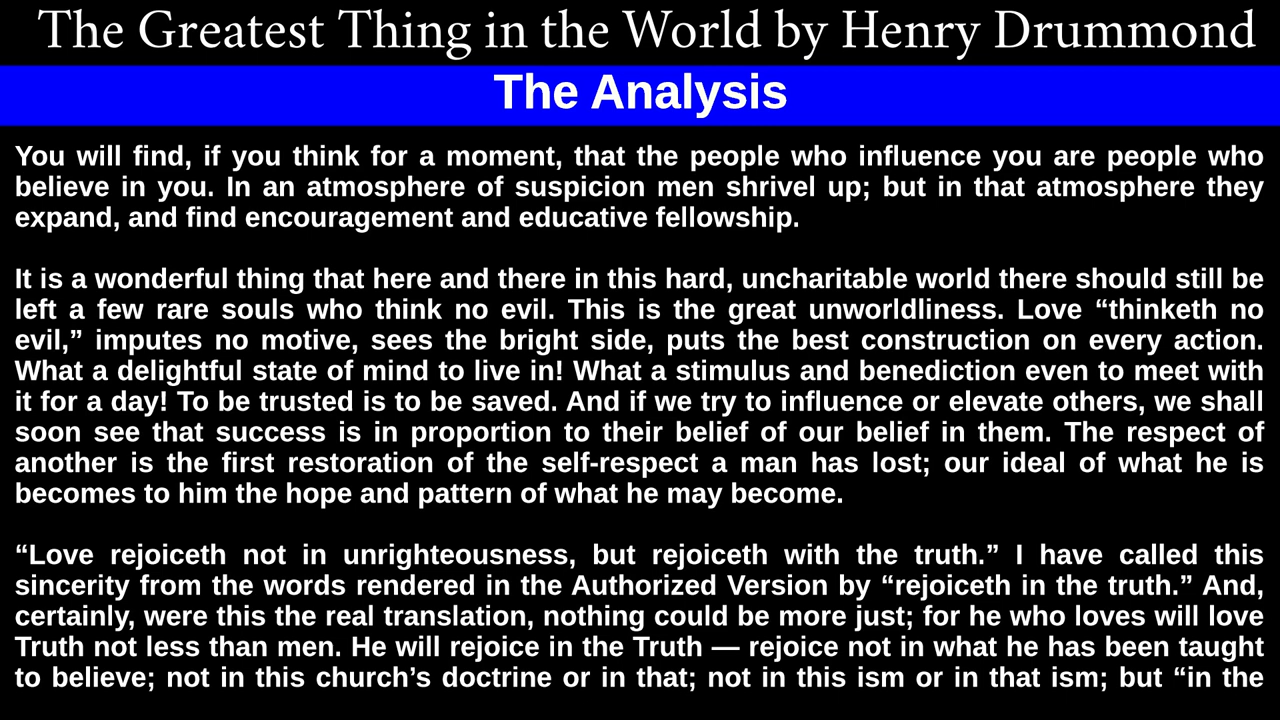 The Greatest Thing in the World by Henry Drummond
The Analysis
You will find, if you think for a moment, that the people who influence you are people who
believe in you. In an atmosphere of suspicion men shrivel up; but in that atmosphere they
expand, and find encouragement and educative fellowship.
It is a wonderful thing that here and there in this hard, uncharitable world there should still be
left a few rare souls who think no evil. This is the great unworldliness. Love “thinketh no
evil,” imputes no motive, sees the bright side, puts the best construction on every action.
What a delightful state of mind to live in! What a stimulus and benediction even to meet with
it for a day! To be trusted is to be saved. And if we try to influence or elevate others, we shall
soon see that success is in proportion to their belief of our belief in them. The respect of
another is the first restoration of the self-respect a man has lost; our ideal of what he is
becomes to him the hope and pattern of what he may become.
“Love rejoiceth not in unrighteousness, but rejoiceth with the truth.” I have called this
sincerity from the words rendered in the Authorized Version by “rejoiceth in the truth.” And,
certainly, were this the real translation, nothing could be more just; for he who loves will love
Truth not less than men. He will rejoice in the Truth — rejoice not in what he has been taught
to believe; not in this church’s doctrine or in that; not in this ism or in that ism; but “in the